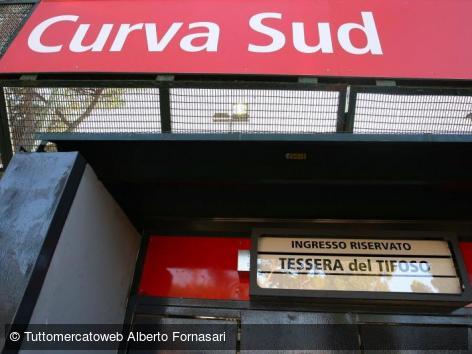 Curva Sud
INGRESSO RISERVATO
TESSERA del TIFOSO
© Tuttomercatoweb Alberto Fornasari